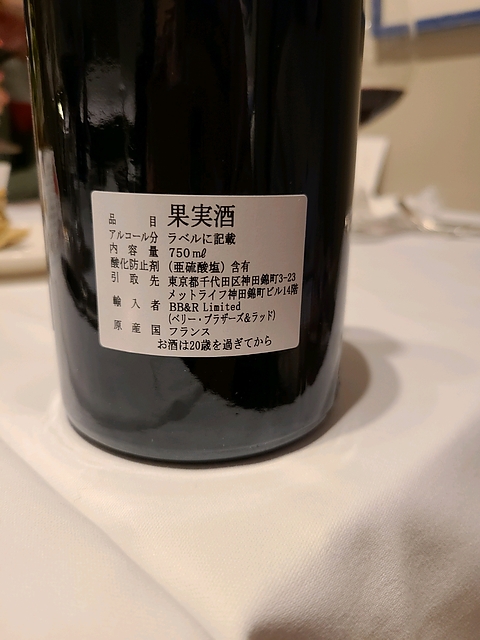 品目 果実酒
アルコール分 ラベルに記載
内容量 750mℓ
酸化防止剤 (亜硫酸塩) 含有
引取先 東京都千代田区神田錦町3-23
メットライフ神田錦町ビル14階
輸入者 BB&R Limited
(ベリー・ブラザーズ&ラッド)
原産国 フランス
お酒は20歳を過ぎてから